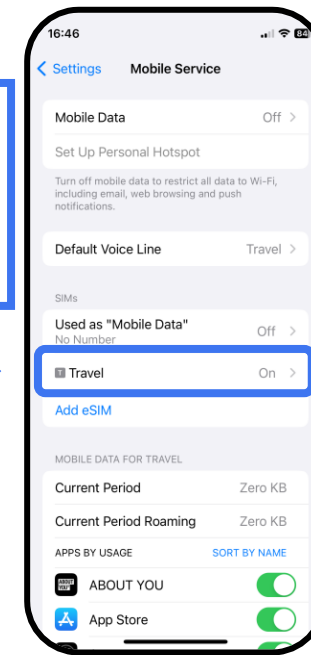 16:46 84
Settings Mobile Service
Mobile Data Off
Set Up Personal Hotspot
Turn off mobile data to restrict all data to Wi-Fi,
including email, web browsing and push
notifications.
Default Voice Line Travel
SIMs
Used as "Mobile Data" Off
No Number
T Travel On
Add eSIM
MOBILE DATA FOR TRAVEL
Current Period Zero KB
Current Period Roaming Zero KB
APPS BY USAGE SORT BY NAME
ABOUT YOU ABOUT YOU
App Store